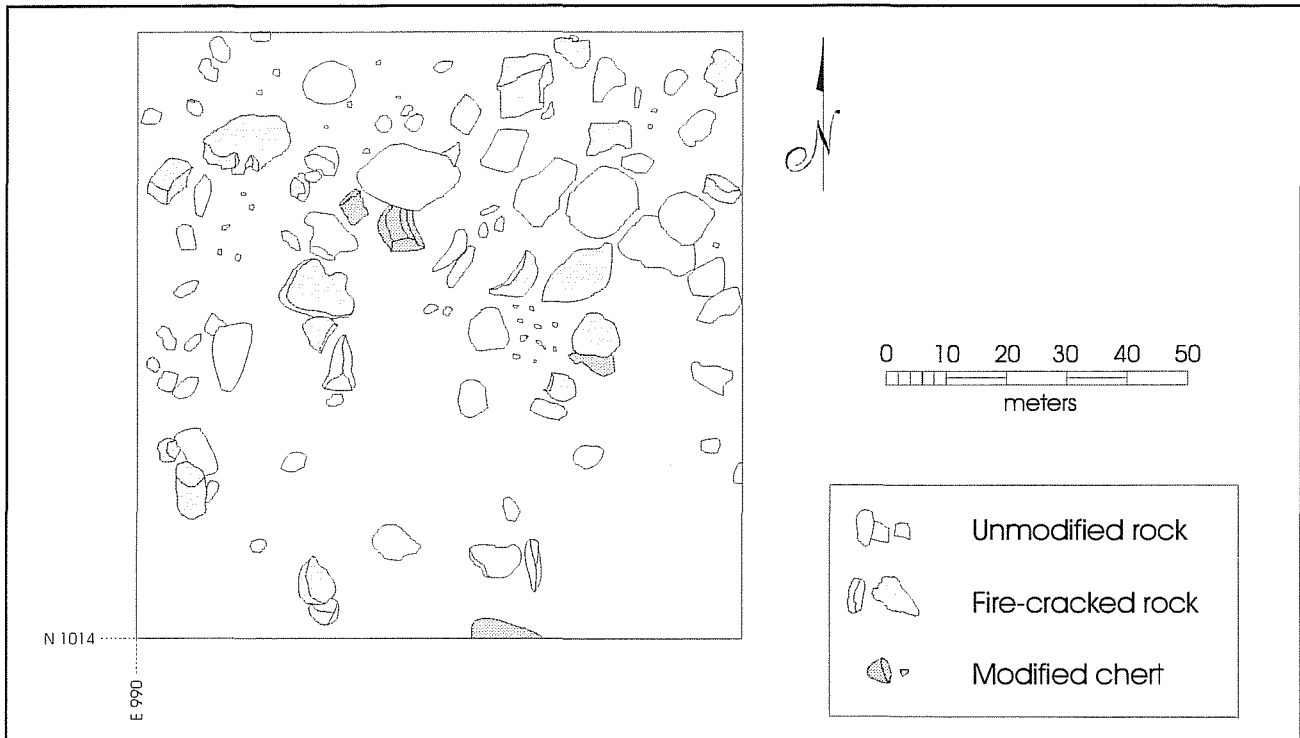 N
0 10 20 30 40 50
meters
Unmodified rock
Fire-cracked rock
Modified chert
N 1014
E 990